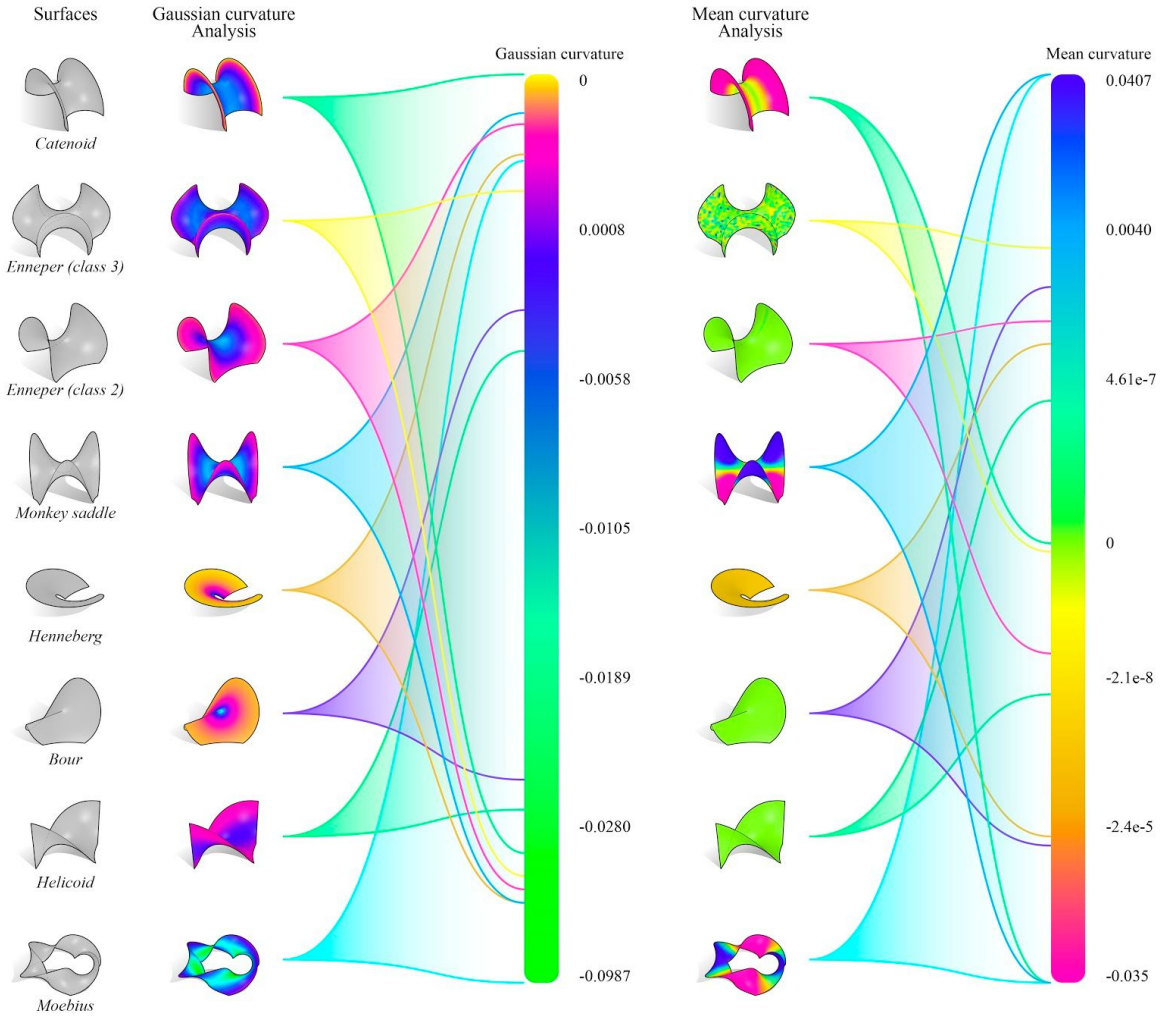 Surfaces
Gaussian curvature
Analysis
Gaussian curvature
Mean curvature
Analysis
Mean curvature
Catenoid
Enneper (class 3)
Enneper (class 2)
Monkey saddle
Henneberg
Bour
Helicoid
Moebius
0
0.0008
-0.0058
-0.0105
-0.0189
-0.0280
-0.0987
0.0407
0.0040
4.61e-7
0
-2.1e-8
-2.4e-5
-0.035